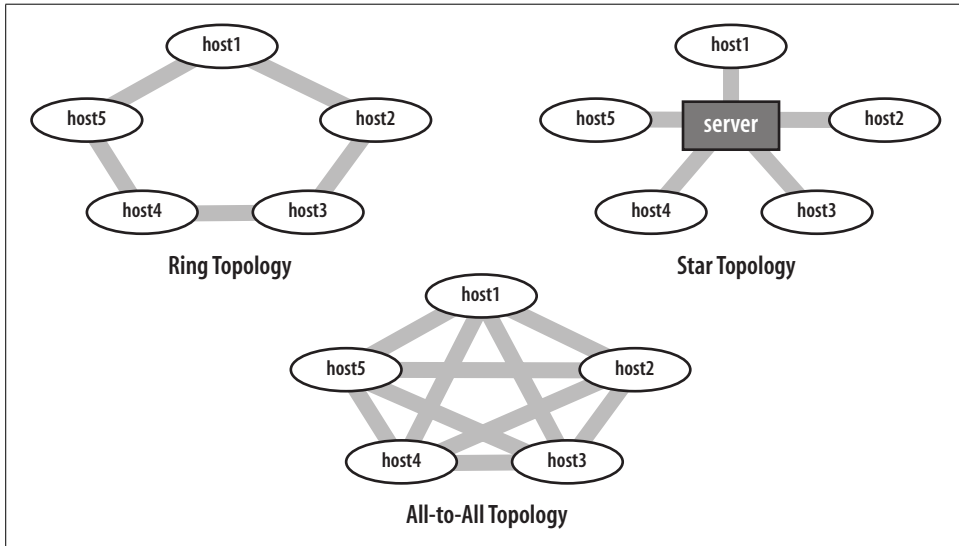 host1
host5
host2
host4
host3
Ring Topology
host1
host5
server
host2
host4
host3
Star Topology
host1
host5
host2
host4
host3
All-to-All Topology